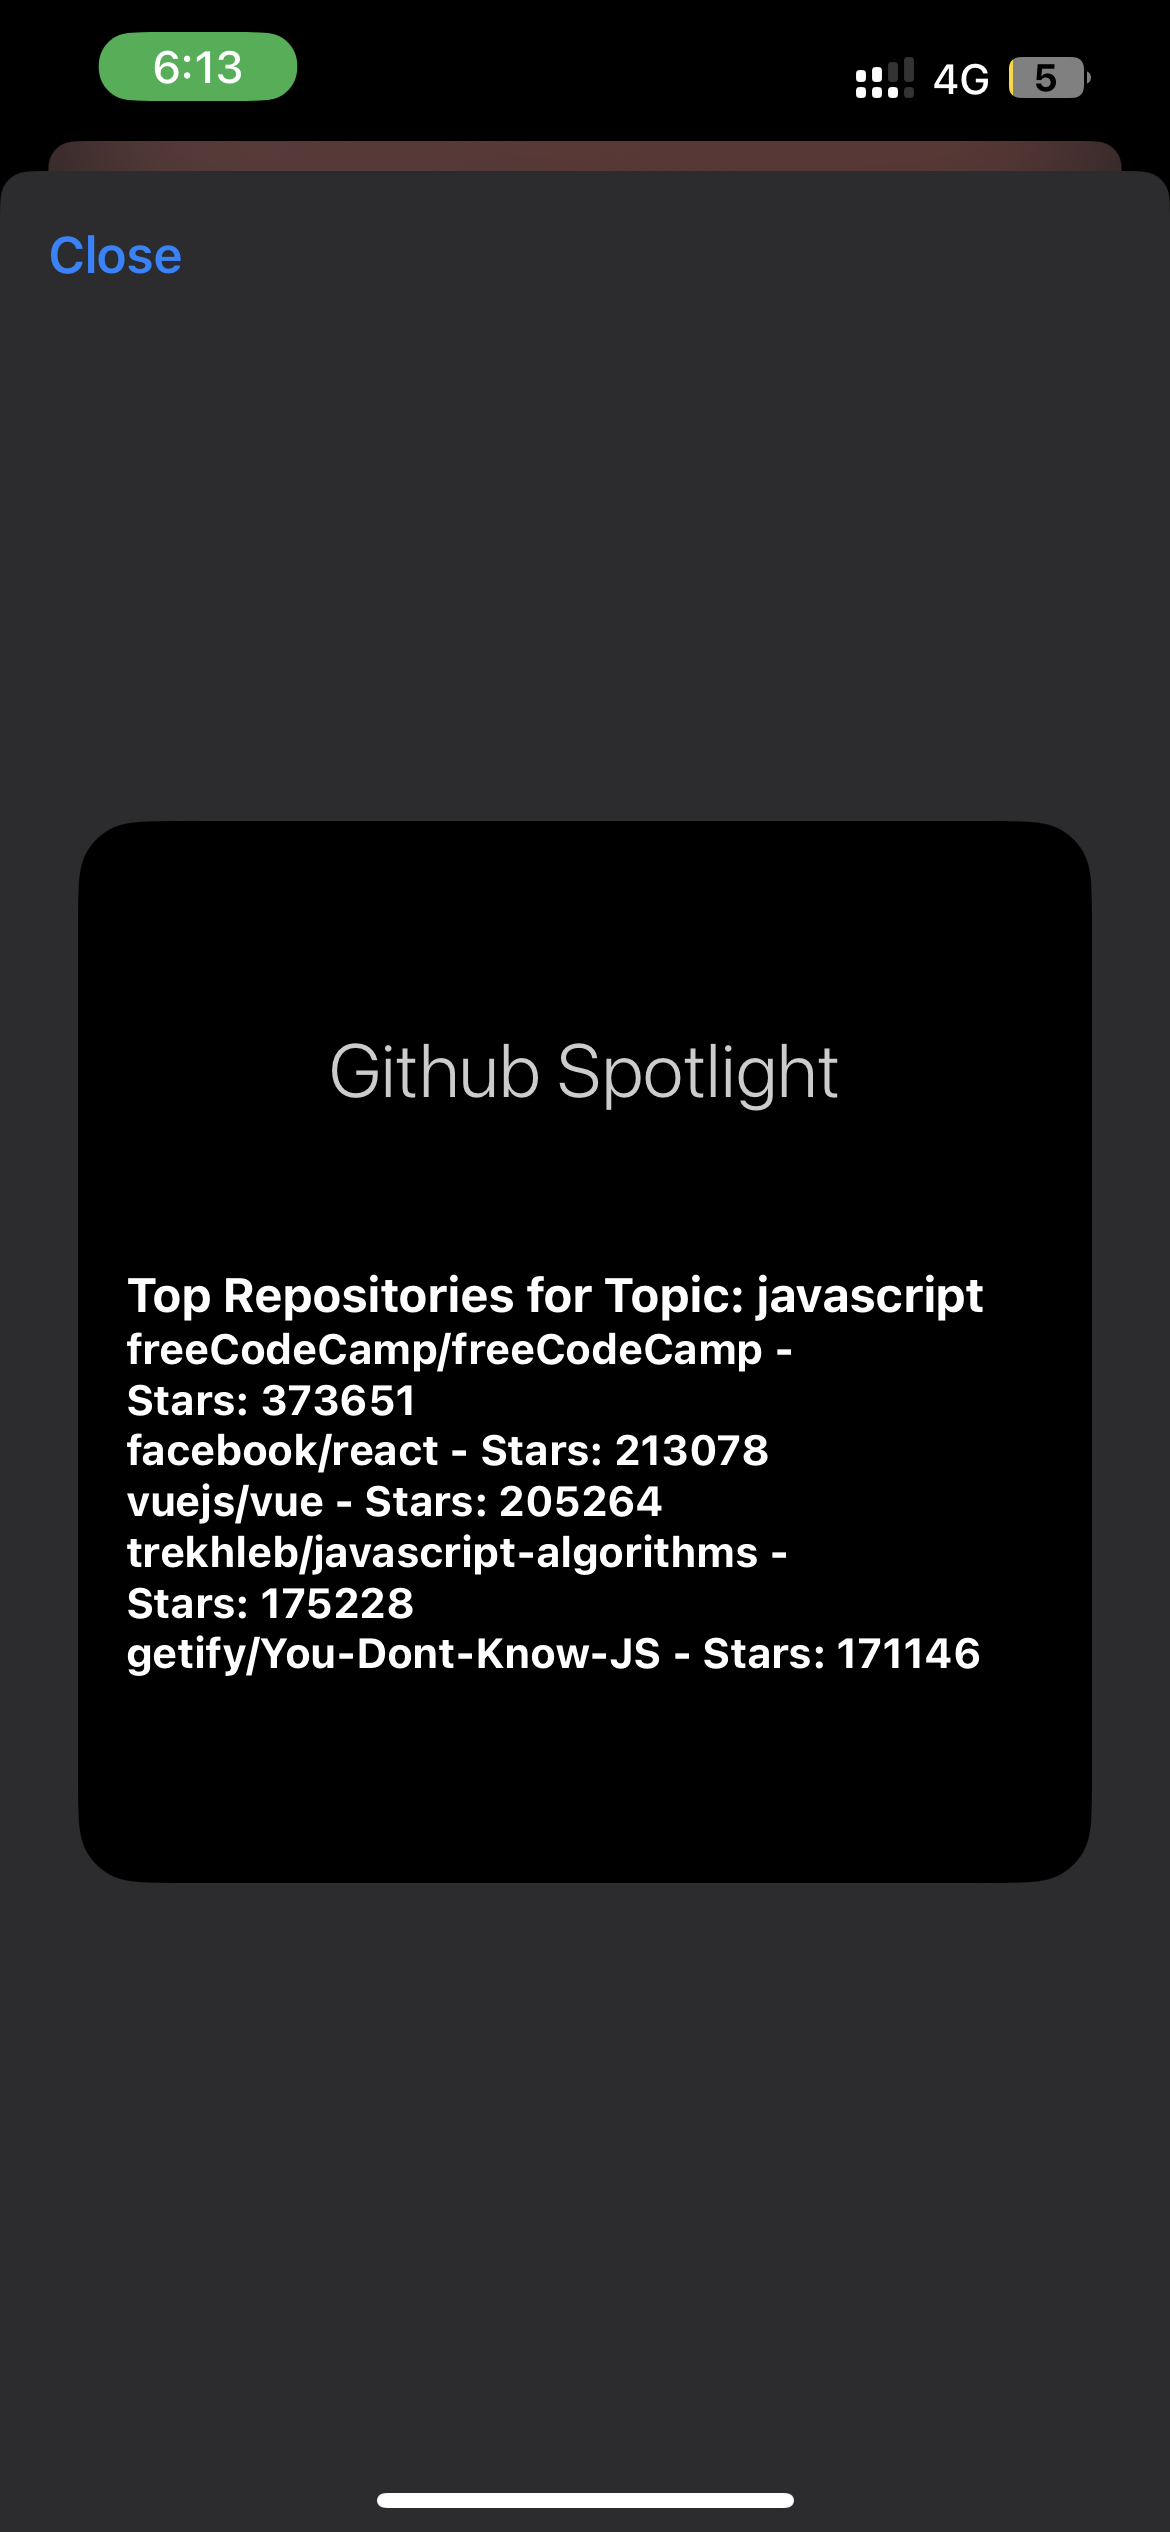 6:13
4G
5
Close
Github Spotlight
Top Repositories for Topic: javascript
freeCodeCamp/freeCodeCamp -
Stars: 373651
facebook/react - Stars: 213078
vuejs/vue - Stars: 205264
trekhleb/javascript-algorithms -
Stars: 175228
getify/You-Dont-Know-JS - Stars: 171146